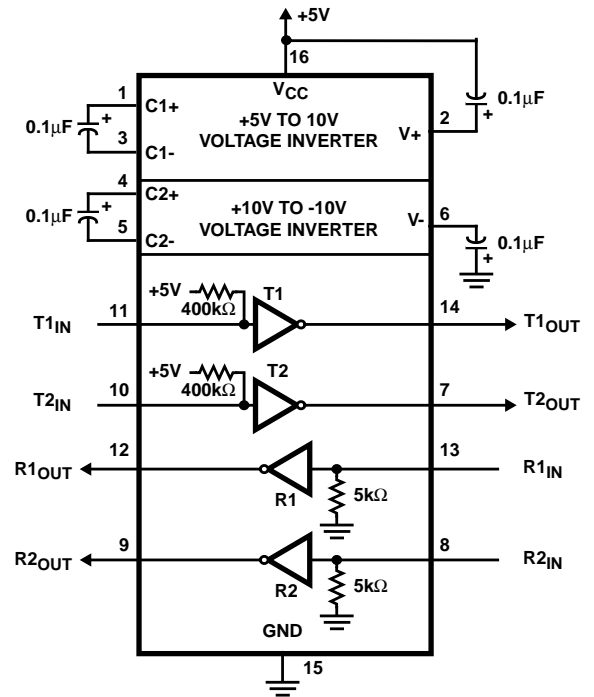 +5V
16
1
C1+
0.1μF
+
3
C1-
VCC
+5V TO 10V
VOLTAGE INVERTER
V+
2
+
0.1μF
4
C2+
0.1μF
+
5
C2-
+10V TO -10V
VOLTAGE INVERTER
V-
6
+
0.1μF
T1IN
11
+5V
400kΩ
T1
14
T1OUT
T2IN
10
+5V
400kΩ
T2
7
T2OUT
R1OUT
12
R1
5kΩ
13
R1IN
R2OUT
9
R2
5kΩ
8
R2IN
GND
15